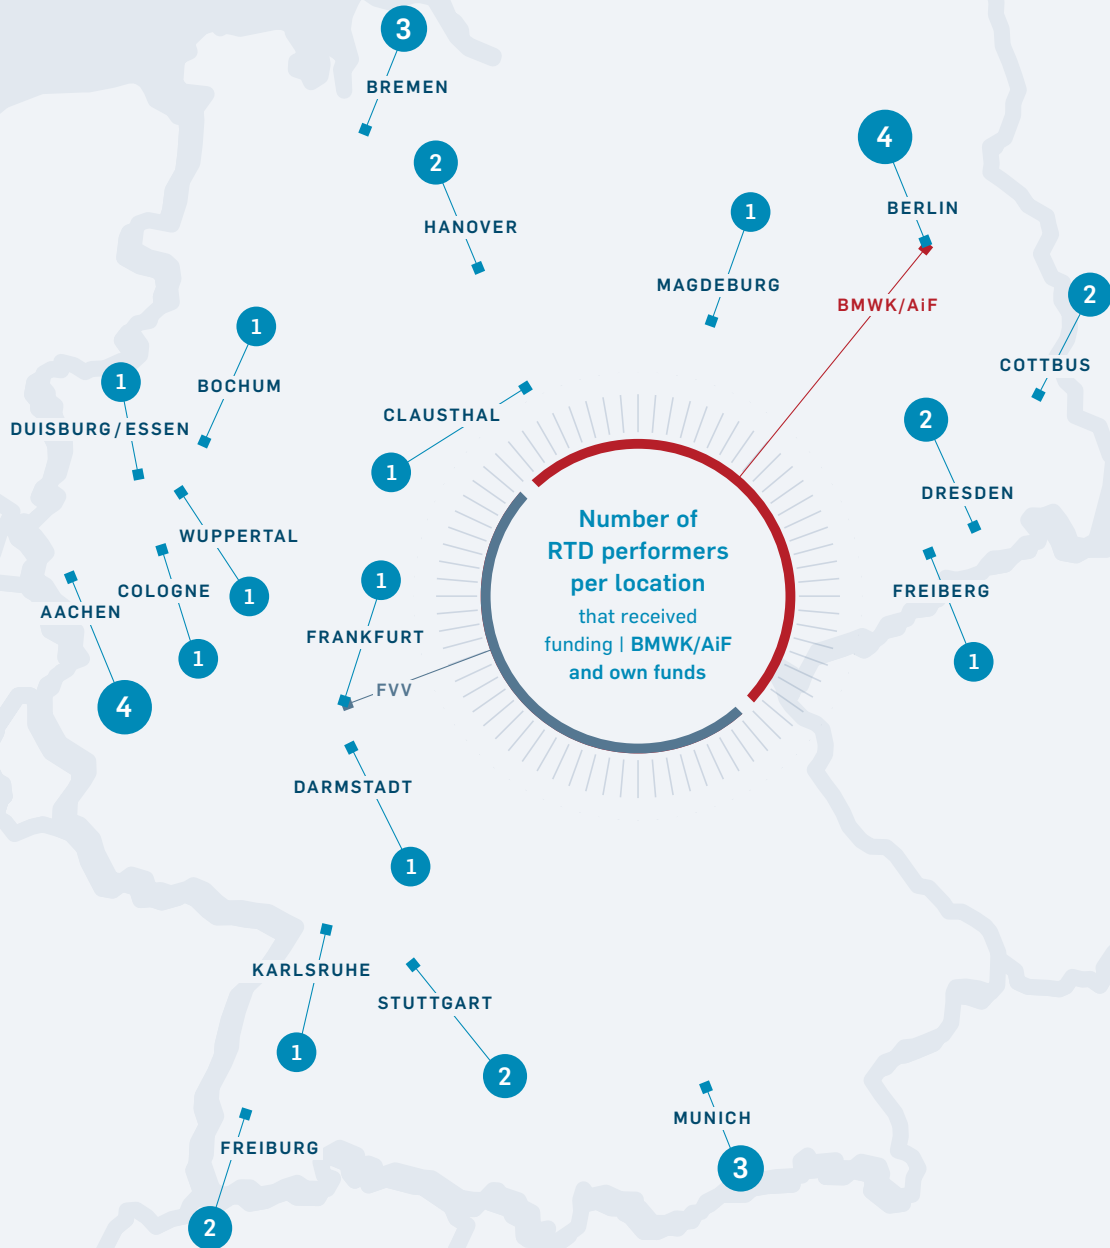 3
BREMEN
2
HANOVER
4
BERLIN
1
MAGDEBURG
BMWK/AiF
2
COTTBUS
1
BOCHUM
1
DUISBURG/ESSEN
CLAUSTHAL
1
2
DRESDEN
WUPPERTAL
1
COLOGNE
1
AACHEN
4
1
FRANKFURT
FVV
Number of
RTD performers
per location
that received
funding | BMWK/AiF
and own funds
FREIBERG
1
DARMSTADT
1
KARLSRUHE
1
STUTTGART
2
MUNICH
3
FREIBURG
2